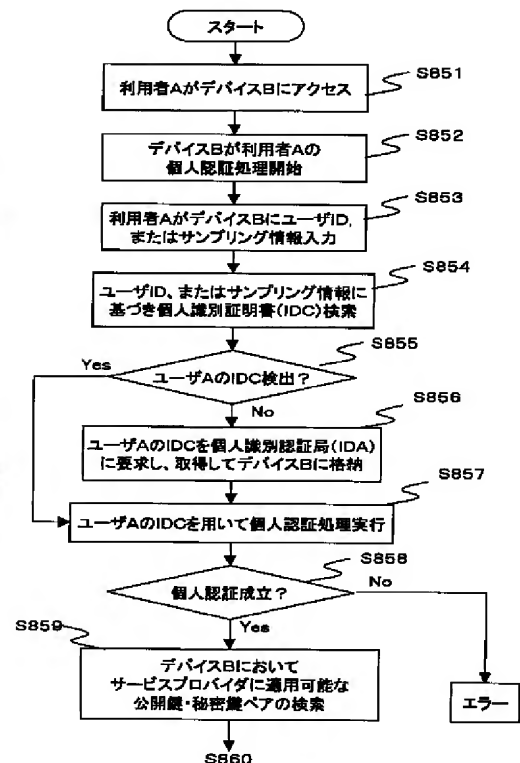 スタート
S851
利用者AがデバイスBにアクセス
S852
デバイスBが利用者Aの
個人認証処理開始
S853
利用者AがデバイスBにユーザID,
またはサンプリング情報入力
S854
ユーザID、またはサンプリング情報に
基づき個人識別証明書(IDC)検索
S855
Yes
ユーザAのIDC検出?
No
S856
ユーザAのIDCを個人識別認証局(IDA)
に要求し、取得してデバイスBに格納
S857
ユーザAのIDCを用いて個人認証処理実行
S858
個人認証成立?
No
S859
Yes
デバイスBにおいて
サービスプロバイダに適用可能な
公開鍵・秘密鍵ペアの検索
エラー
S860